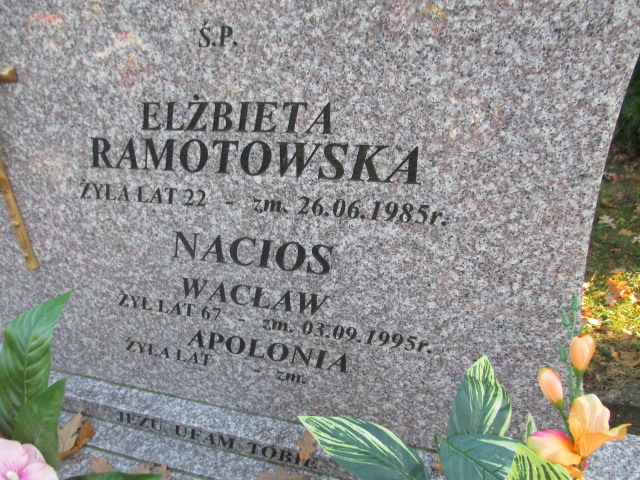 Ś.P.
ELŻBIETA
RAMOTOWSKA
ŻYŁA LAT 22 - zm. 26.06.1985r.
NACIOS
WACŁAW
ŻYŁ LAT 67 - zm. 03.09.1995r.
APOLONIA
ŻYŁA LAT - zm.
JEZU UFAM TOBIE